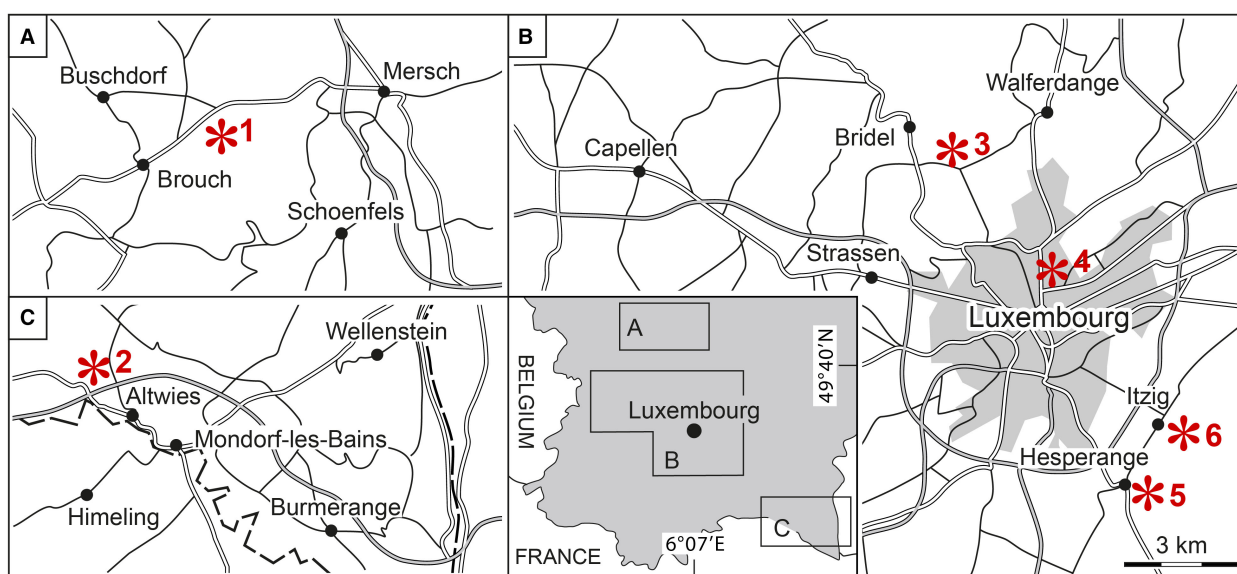 A
Buschdorf
Mersch
1
Brouch
Schoenfels
B
Walferdange
Bridel
3
Capellen
Strassen
4
Luxembourg
Itzig
6
Hesperange
5
3 km
C
Wellenstein
2
Altwies
Mondorf-les-Bains
Himeling
Burmerange
A
BELGIUM
49°40′N
Luxembourg
B
C
6°07′E
FRANCE